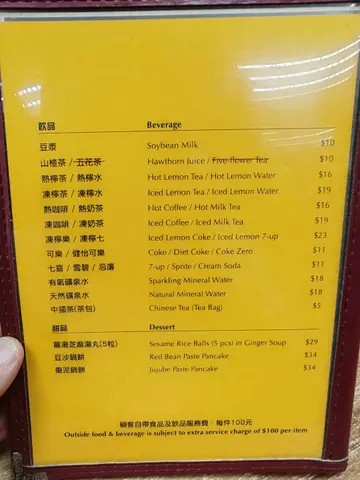 飲品 Beverage
豆漿 Soybean Milk $10
山楂茶 / 五花茶 Hawthorn Juice / Five-flower Tea $10
熱檸茶 / 熱檸水 Hot Lemon Tea / Hot Lemon Water $16
凍檸茶 / 凍檸水 Iced Lemon Tea / Iced Lemon Water $19
熱咖啡 / 熱奶茶 Hot Coffee / Hot Milk Tea $16
凍咖啡 / 凍奶茶 Iced Coffee / Iced Milk Tea $19
凍檸樂 / 凍檸七 Iced Lemon Coke / Iced Lemon 7-up $23
可樂 / 健怡可樂 Coke / Diet Coke / Coke Zero $11
七喜 / 雪碧 / 忌廉 7-up / Sprite / Cream Soda $11
有氣礦泉水 Sparkling Mineral Water $18
天然礦泉水 Natural Mineral Water $18
中國茶(茶包) Chinese Tea (Tea Bag) $5
甜品 Dessert
薑湯芝麻湯丸(5粒) Sesame Rice Balls (5 pcs) in Ginger Soup $29
豆沙鍋餅 Red Bean Paste Pancake $34
棗泥鍋餅 Jujube Paste Pancake $34
顧客自帶食品及飲品服務費：每件100元
Outside food & beverage is subject to extra service charge of $100 per item